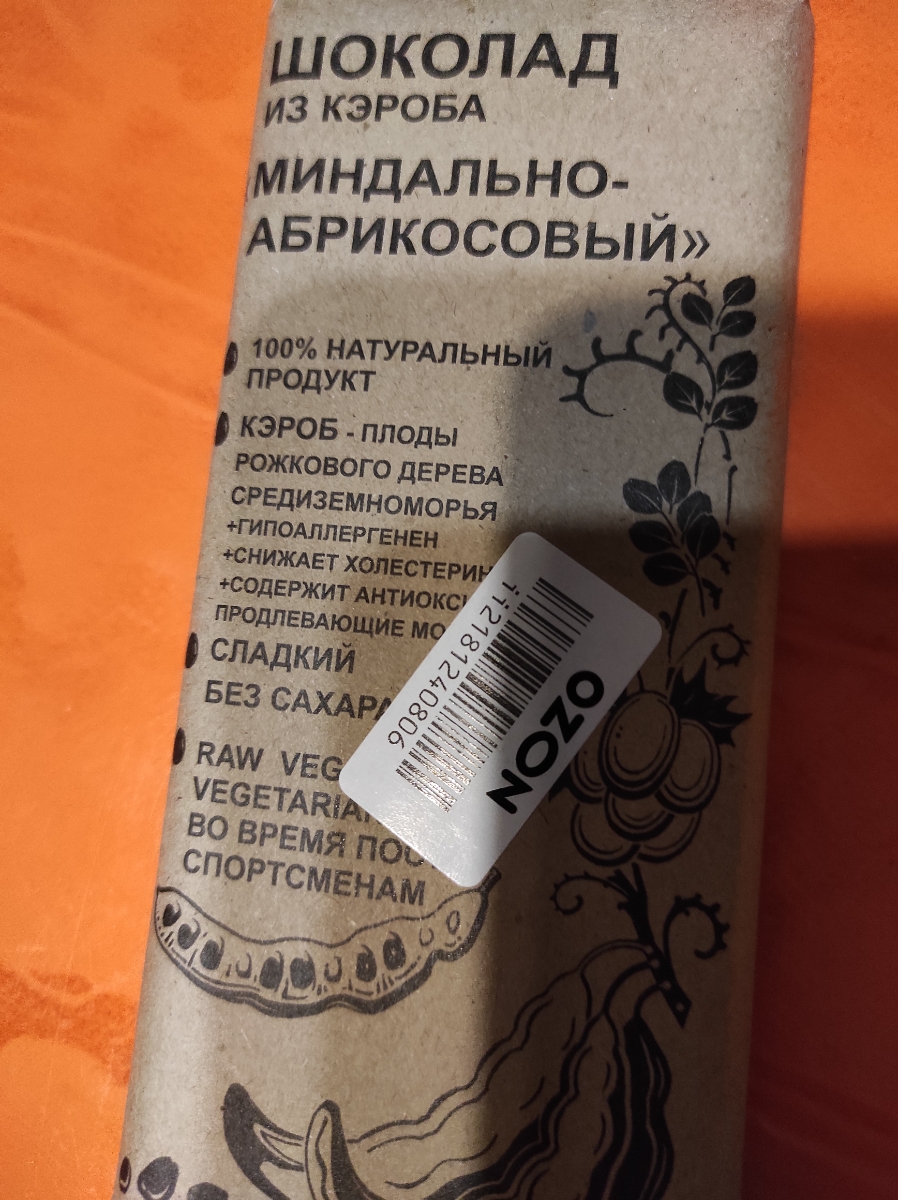 ШОКОЛАД
ИЗ КЭРОБА
МИНДАЛЬНО-
АБРИКОСОВЫЙ»
100% НАТУРАЛЬНЫЙ
ПРОДУКТ
КЭРОБ - ПЛОДЫ
РОЖКОВОГО ДЕРЕВА
СРЕДИЗЕМНОМОРЬЯ
+ГИПОАЛЛЕРГЕНЕН
+СНИЖАЕТ ХОЛЕСТЕРИН
+СОДЕРЖИТ
ПРОДЛЕВАЮЩИЕ
СЛАДКИЙ
БЕЗ САХАРА
RAW
ВО ВРЕМЯ
СПОРТСМЕНАМ
112181240806
OZON